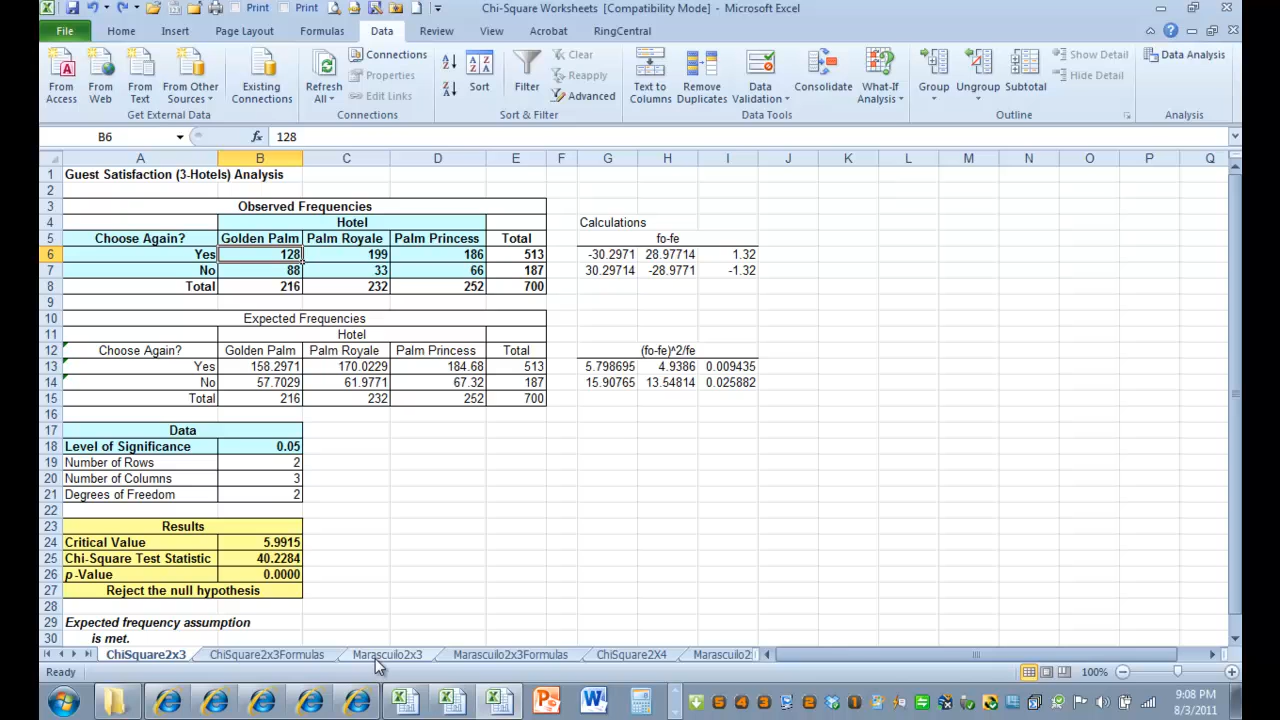 Print Print Chi-Square Worksheets [Compatibility Mode] - Microsoft Excel
File Home Insert Page Layout Formulas Data Review View Acrobat RingCentral
From Access From Web From Text From Other Sources Existing Connections Refresh All Connections Properties Edit Links Sort Filter Clear Reapply Advanced Text to Columns Remove Duplicates Data Validation Consolidate What-If Analysis Group Ungroup Subtotal Show Detail Hide Detail Data Analysis
Get External Data Connections Sort & Filter Data Tools Outline Analysis
B6 fx 128
A B C D E F G H I J K L M N O P Q
1 Guest Satisfaction (3-Hotels) Analysis
2
3 Observed Frequencies
4 Hotel Calculations
5 Choose Again? Golden Palm Palm Royale Palm Princess Total fo-fe
6 Yes 128 199 186 513 -30.2971 28.97714 1.32
7 No 88 33 66 187 30.29714 -28.9771 -1.32
8 Total 216 232 252 700
9
10 Expected Frequencies
11 Hotel
12 Choose Again? Golden Palm Palm Royale Palm Princess Total (fo-fe)^2/fe
13 Yes 158.2971 170.0229 184.68 513 5.798695 4.9386 0.009435
14 No 57.7029 61.9771 67.32 187 15.90765 13.54814 0.025882
15 Total 216 232 252 700
16
17 Data
18 Level of Significance 0.05
19 Number of Rows 2
20 Number of Columns 3
21 Degrees of Freedom 2
22
23 Results
24 Critical Value 5.9915
25 Chi-Square Test Statistic 40.2284
26 p-Value 0.0000
27 Reject the null hypothesis
28
29 Expected frequency assumption
30 is met.
ChiSquare2x3 ChiSquare2x3Formulas Marascuilo2x3 Marascuilo2x3Formulas ChiSquare2X4 Marascuilo2
Ready 100%
9:08 PM
8/3/2011